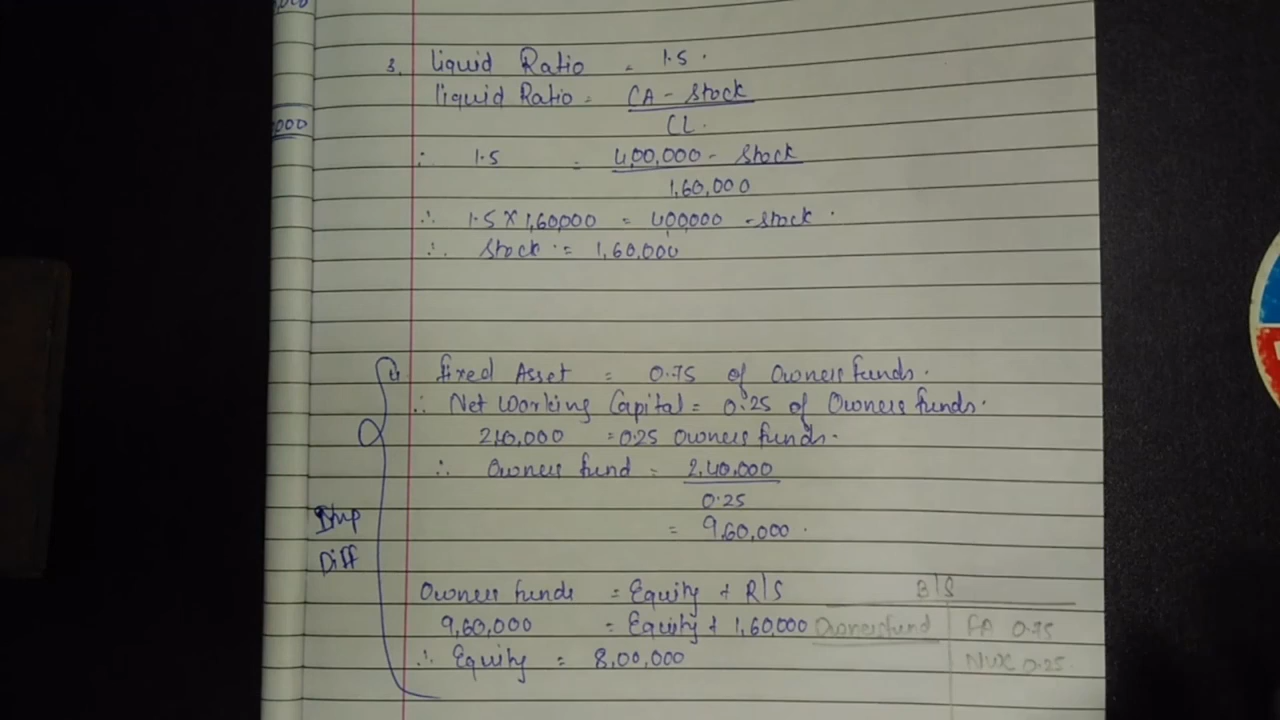 000
3. liquid Ratio = 1.5.
liquid Ratio = CA - Stock
CL.
000
∴ 1.5 = 4,00,000 - Stock
1,60,000
∴ 1.5 X 1,60000 = 400000 - Stock.
∴ Stock = 1,60,000
4. fixed Asset = 0.75 of Owners funds.
∴ Net Working Capital = 0.25 of Owners funds.
240,000 = 0.25 Owners funds.
∴ Owners fund = 2,40,000
0.25
= 9,60,000.
Imp
Diff
Owners funds = Equity + R/S
9,60,000 = Equity + 1,60,000
∴ Equity = 8,00,000
B/S
Ownersfund FA 0.75
NWC 0.25